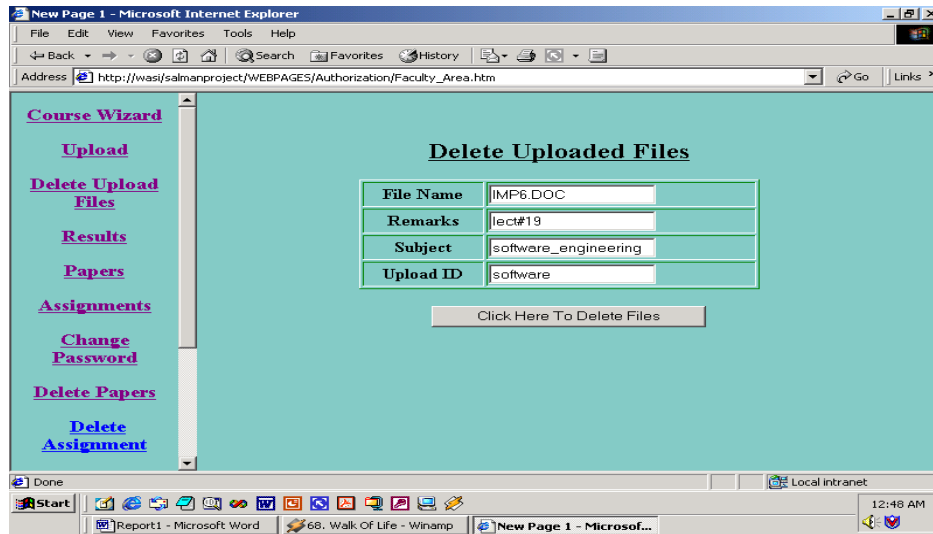 New Page 1 - Microsoft Internet Explorer
File Edit View Favorites Tools Help
Back Search Favorites History
Address http://wasi/salmanproject/WEBPAGES/Authorization/Faculty_Area.htm Go Links »
Course Wizard
Upload
Delete Upload
Files
Results
Papers
Assignments
Change
Password
Delete Papers
Delete
Assignment
Delete Uploaded Files
File Name IMP6.DOC
Remarks lect#19
Subject software_engineering
Upload ID software
Click Here To Delete Files
Done Local intranet
Start 12:48 AM
Report1 - Microsoft Word 68. Walk Of Life - Winamp New Page 1 - Microsof...